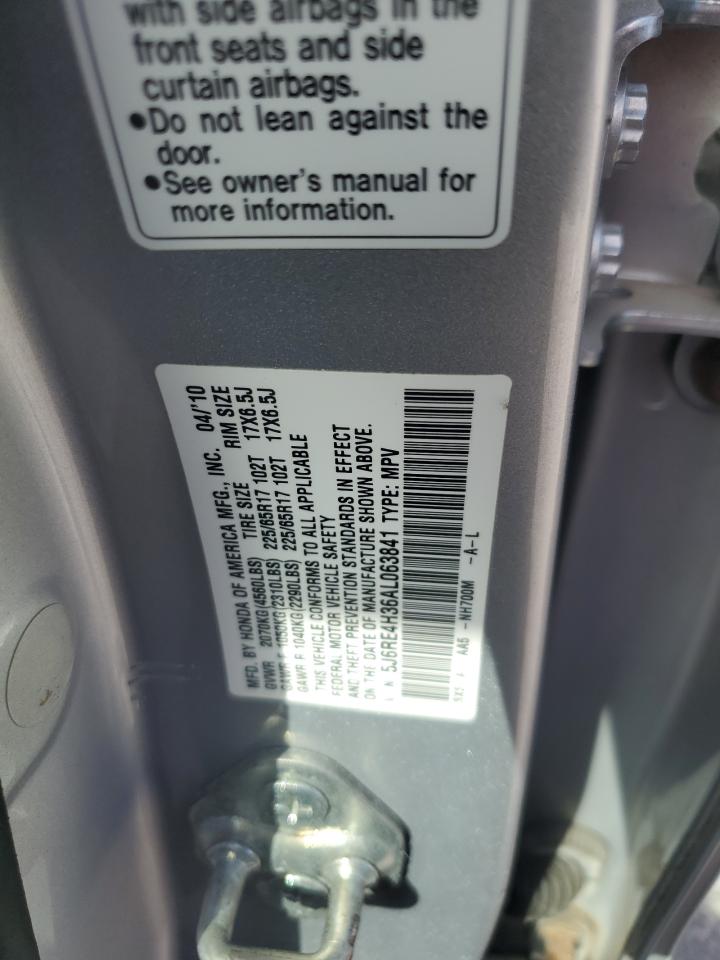 with side airbags in the
front seats and side
curtain airbags.
•Do not lean against the
door.
•See owner's manual for
more information.
MFD. BY HONDA OF AMERICA MFG., INC. 04/'10
GVWR 2070KG(4560LBS) TIRE SIZE RIM SIZE
GAWR F 1050KG(2310LBS) 225/65R17 102T 17X6.5J
GAWR R 1040KG(2290LBS) 225/65R17 102T 17X6.5J
THIS VEHICLE CONFORMS TO ALL APPLICABLE
FEDERAL MOTOR VEHICLE SAFETY
AND THEFT PREVENTION STANDARDS IN EFFECT
ON THE DATE OF MANUFACTURE SHOWN ABOVE.
5J6RE4H36AL063841 TYPE: MPV
AA5 -NH700M -A-L